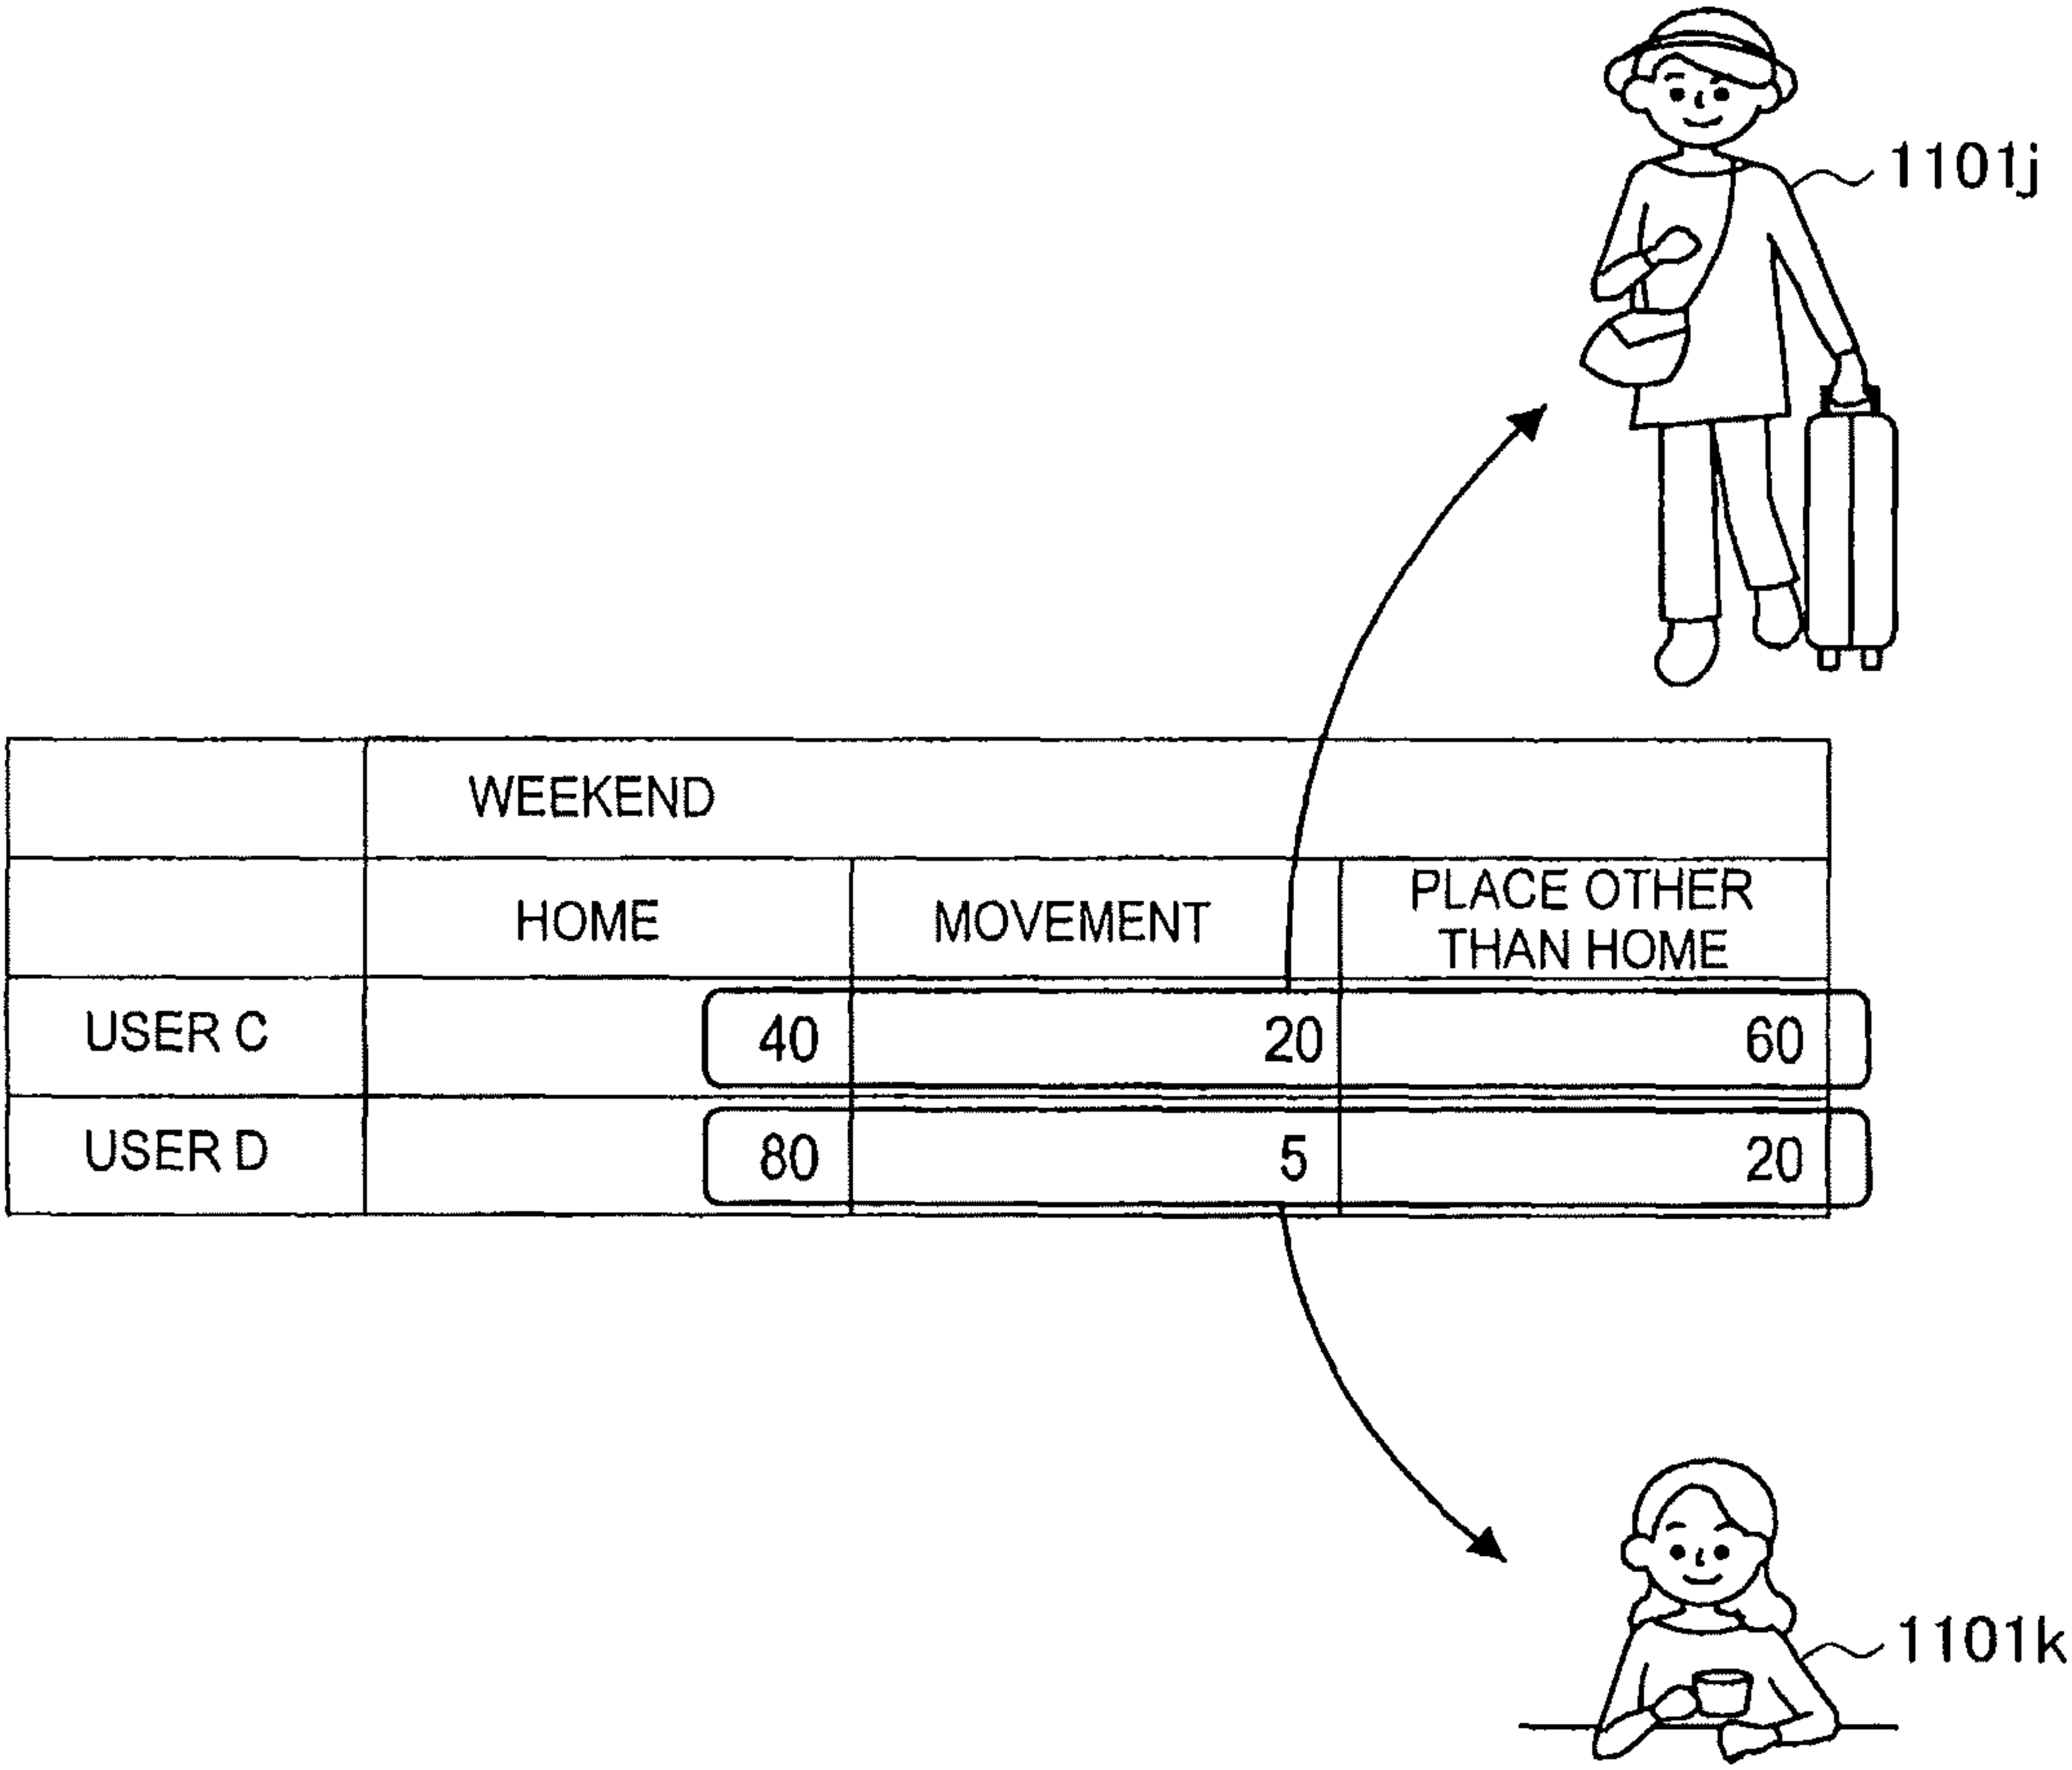 1101j
WEEKEND
HOME MOVEMENT PLACE OTHER
THAN HOME
USER C 40 20 60
USER D 80 5 20
1101k